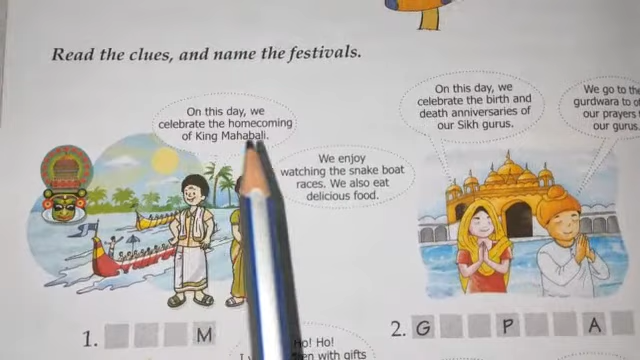 Read the clues, and name the festivals.
On this day, we
celebrate the homecoming
of King Mahabali.
We enjoy
watching the snake boat
races. We also eat
delicious food.
On this day, we
celebrate the birth and
death anniversaries of
our Sikh gurus.
We go to the
gurdwara to
our prayers
our gurus.
1. M
2. G P A
Ho! Ho!
with gifts